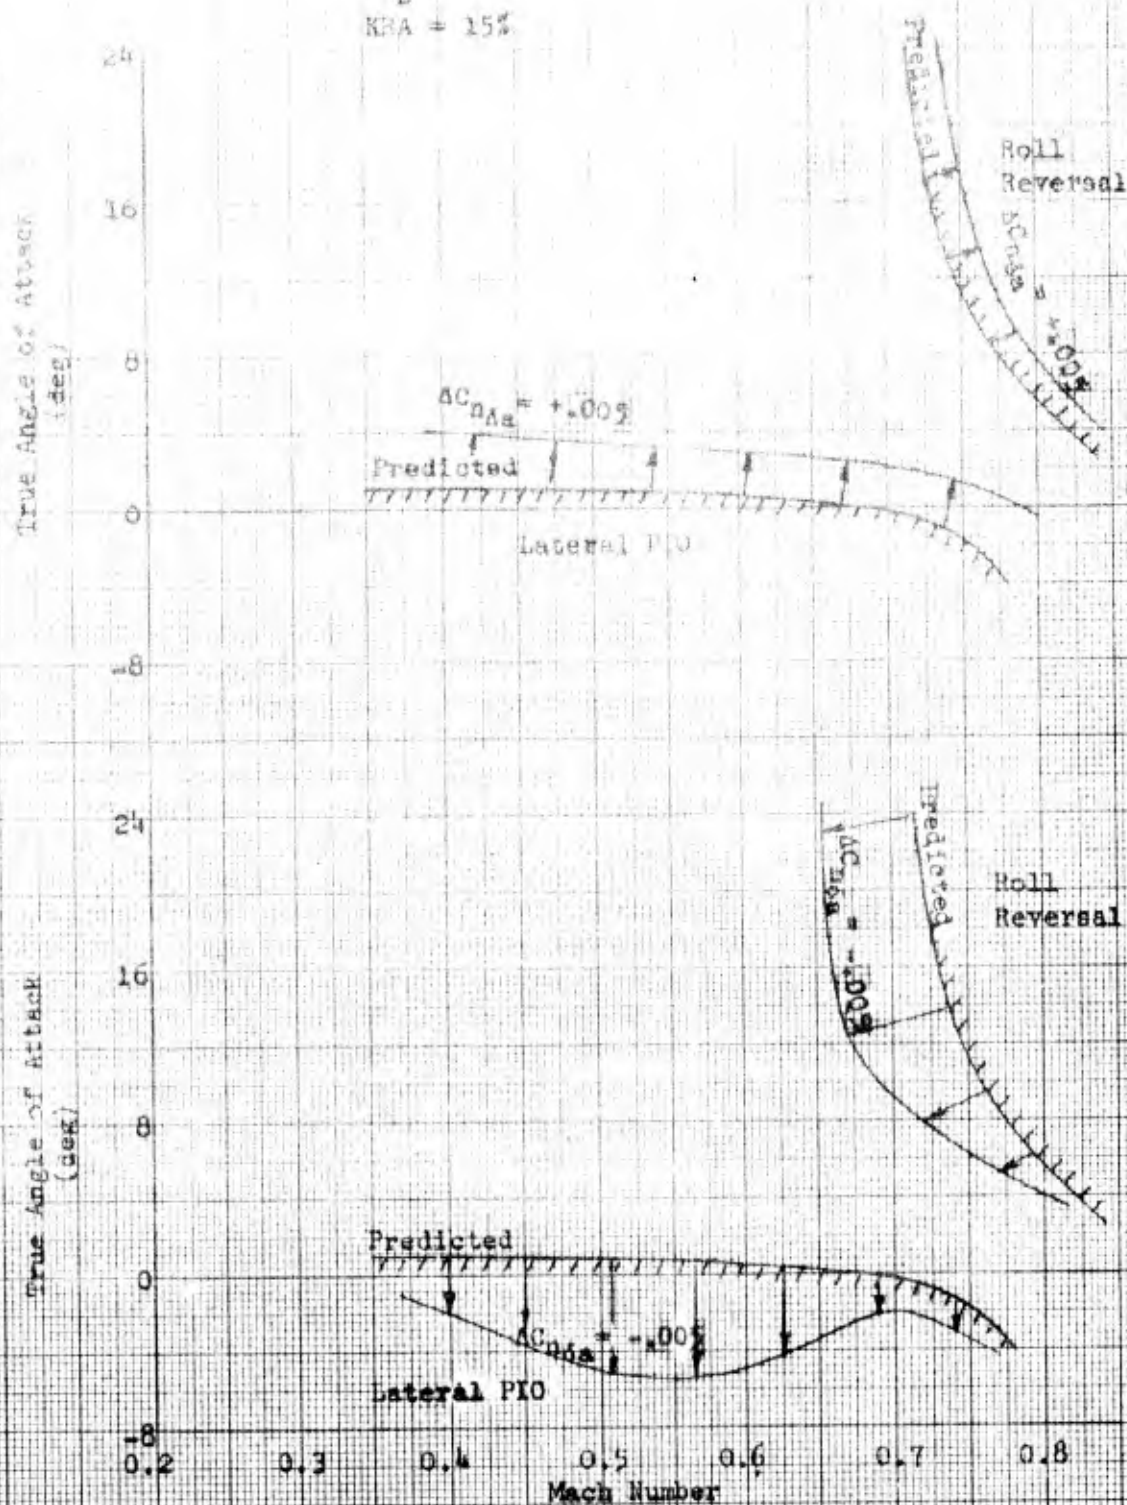 KRA = 15%
24
16
8
0
-8
True Angle of Attack
(deg)
Predicted
Roll
Reversal
ΔCnδa = +.005
ΔCnδa = +.005
Predicted
Lateral PIO
24
16
8
0
-8
True Angle of Attack
(deg)
Predicted
ΔCnδa = -.005
Roll
Reversal
Predicted
ΔCnδa = -.005
Lateral PIO
0.2 0.3 0.4 0.5 0.6 0.7 0.8
Mach Number